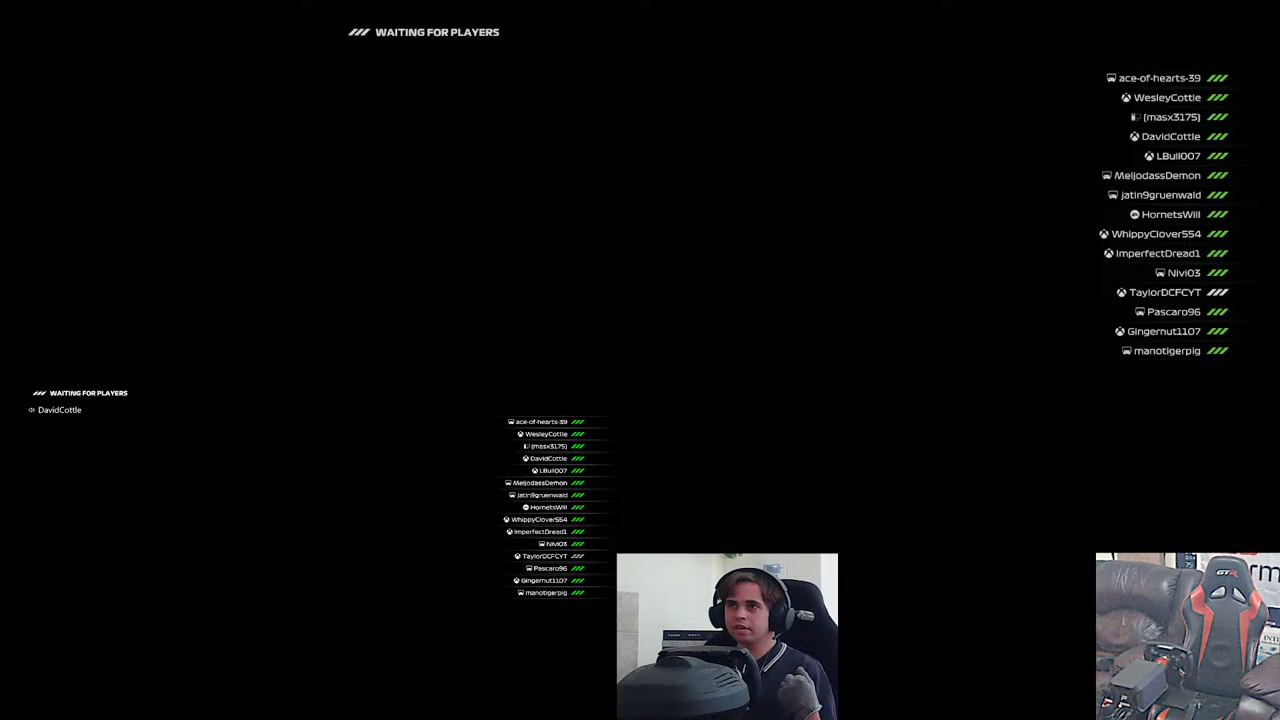 WAITING FOR PLAYERS
ace-of-hearts-39
WesleyCottle
(masx3175)
DavidCottle
LBull007
MeljodassDemon
jatin9gruenwald
HornetsWill
WhippyClover554
ImperfectDread1
Nivi03
TaylorDCFCYT
Pascaro96
Gingernut1107
manotigerpig
WAITING FOR PLAYERS
DavidCottle
ace-of-hearts-39
WesleyCottle
(masx3175)
DavidCottle
LBull007
MeljodassDemon
jatin9gruenwald
HornetsWill
WhippyClover554
ImperfectDread1
Nivi03
TaylorDCFCYT
Pascaro96
Gingernut1107
manotigerpig
GT